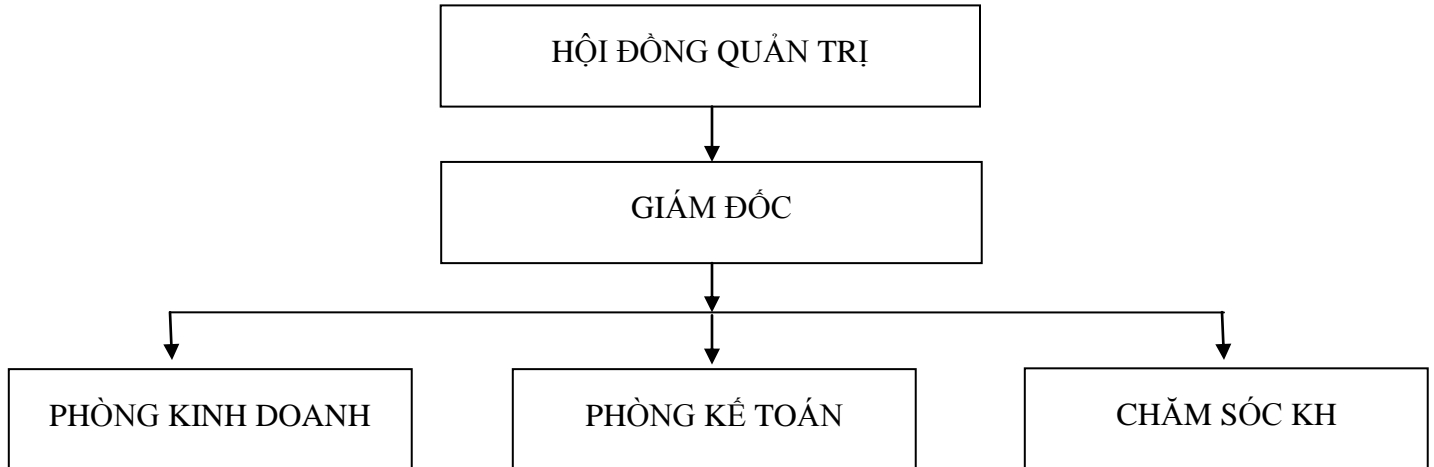 HỘI ĐỒNG QUẢN TRỊ
GIÁM ĐỐC
PHÒNG KINH DOANH
PHÒNG KẾ TOÁN
CHĂM SÓC KH